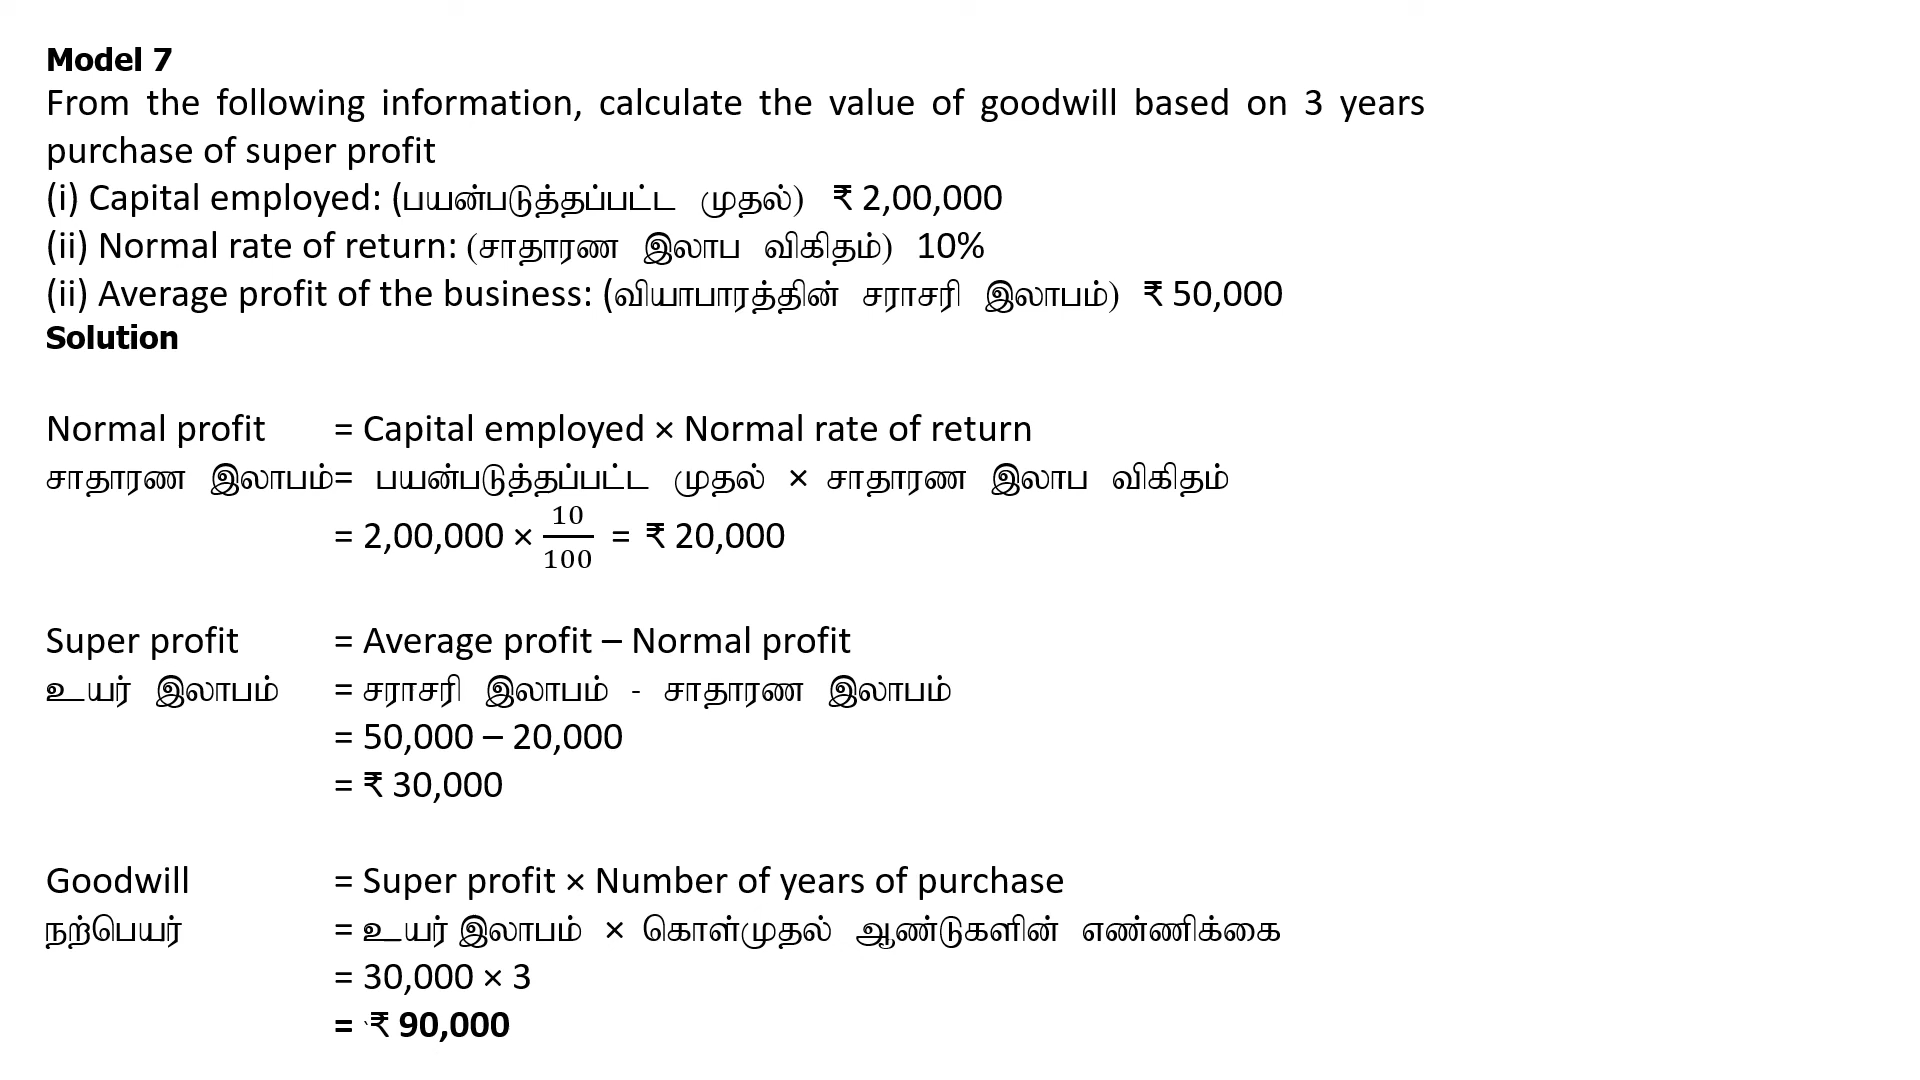 Model 7
From the following information, calculate the value of goodwill based on 3 years
purchase of super profit
(i) Capital employed: (பயன்படுத்தப்பட்ட முதல்) ₹ 2,00,000
(ii) Normal rate of return: (சாதாரண இலாப விகிதம்) 10%
(ii) Average profit of the business: (வியாபாரத்தின் சராசரி இலாபம்) ₹ 50,000
Solution
Normal profit = Capital employed × Normal rate of return
சாதாரண இலாபம்= பயன்படுத்தப்பட்ட முதல் × சாதாரண இலாப விகிதம்
= 2,00,000 × 10/100 = ₹ 20,000
Super profit = Average profit – Normal profit
உயர் இலாபம் = சராசரி இலாபம் - சாதாரண இலாபம்
= 50,000 – 20,000
= ₹ 30,000
Goodwill = Super profit × Number of years of purchase
நற்பெயர் = உயர் இலாபம் × கொள்முதல் ஆண்டுகளின் எண்ணிக்கை
= 30,000 × 3
= `₹ 90,000